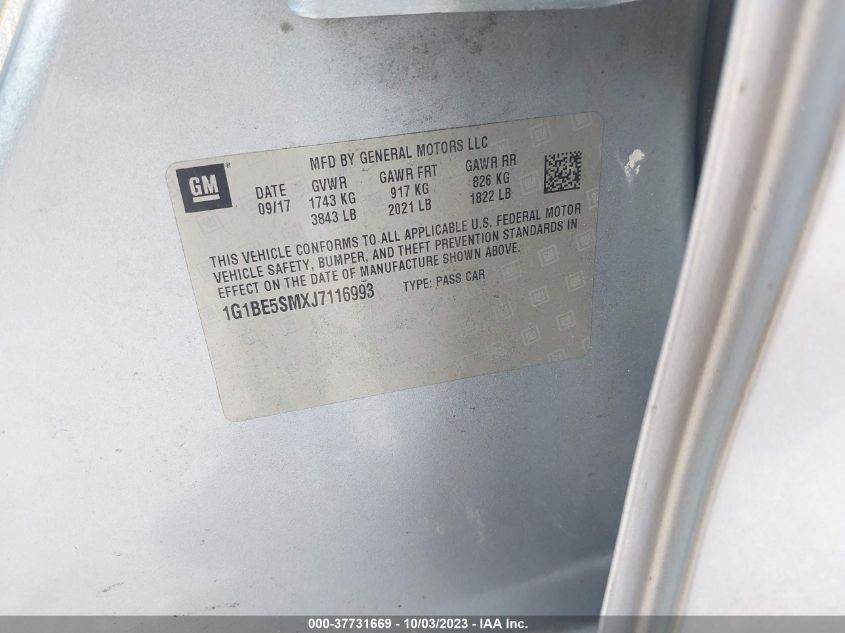 MFD BY GENERAL MOTORS LLC
GM®
DATE GVWR GAWR FRT GAWR RR
09/17 1743 KG 917 KG 826 KG
3843 LB 2021 LB 1822 LB
THIS VEHICLE CONFORMS TO ALL APPLICABLE U.S. FEDERAL MOTOR
VEHICLE SAFETY, BUMPER, AND THEFT PREVENTION STANDARDS IN
EFFECT ON THE DATE OF MANUFACTURE SHOWN ABOVE.
1G1BE5SMXJ7116993 TYPE: PASS CAR
000-37731669 - 10/03/2023 - IAA Inc.